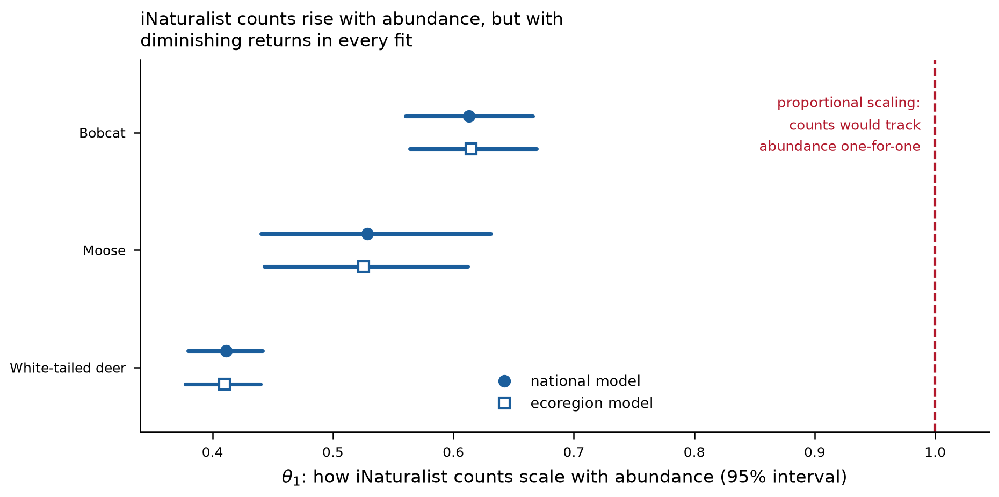 iNaturalist counts rise with abundance, but with
diminishing returns in every fit
proportional scaling:
counts would track
abundance one-for-one
Bobcat
Moose
White-tailed deer
national model
ecoregion model
0.4 0.5 0.6 0.7 0.8 0.9 1.0
θ₁: how iNaturalist counts scale with abundance (95% interval)